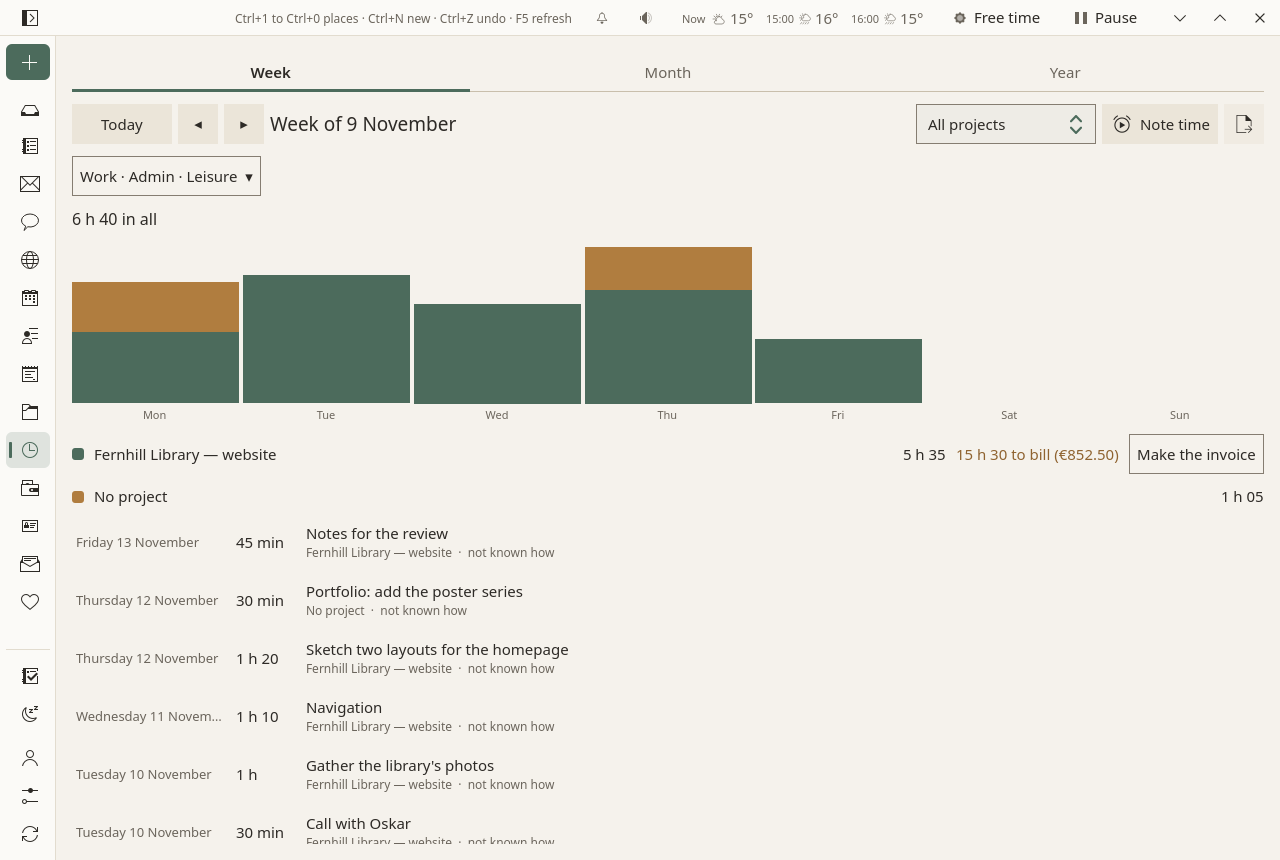 Ctrl+1 to Ctrl+0 places · Ctrl+N new · Ctrl+Z undo · F5 refresh
Now 15° 15:00 16° 16:00 15°
Free time
Pause
Week Month Year
Today ◂ ▸ Week of 9 November
All projects
Note time
Work · Admin · Leisure ▾
6 h 40 in all
Mon Tue Wed Thu Fri Sat Sun
Fernhill Library — website 5 h 35 15 h 30 to bill (€852.50) Make the invoice
No project 1 h 05
Friday 13 November 45 min Notes for the review
Fernhill Library — website · not known how
Thursday 12 November 30 min Portfolio: add the poster series
No project · not known how
Thursday 12 November 1 h 20 Sketch two layouts for the homepage
Fernhill Library — website · not known how
Wednesday 11 Novem… 1 h 10 Navigation
Fernhill Library — website · not known how
Tuesday 10 November 1 h Gather the library's photos
Fernhill Library — website · not known how
Tuesday 10 November 30 min Call with Oskar
Fernhill Library — website · not known how